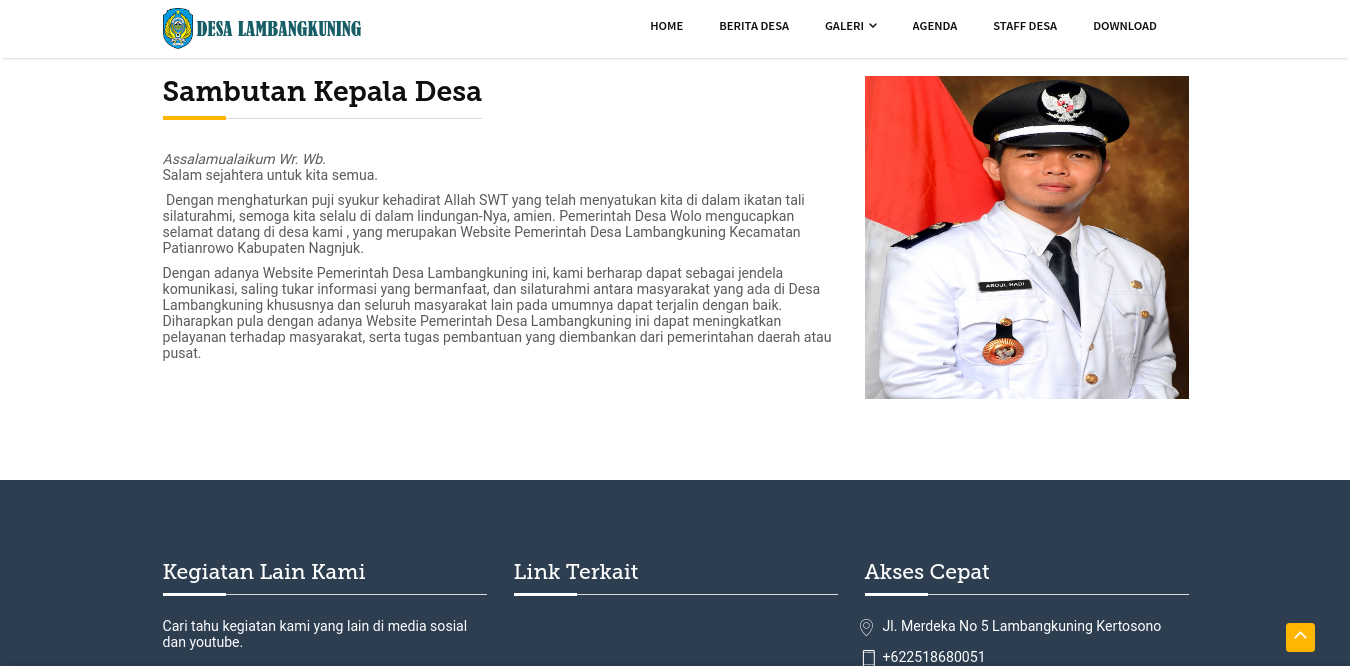 DESA LAMBANGKUNING
HOME
BERITA DESA
GALERI
AGENDA
STAFF DESA
DOWNLOAD
Sambutan Kepala Desa
Assalamualaikum Wr. Wb.
Salam sejahtera untuk kita semua.
Dengan menghaturkan puji syukur kehadirat Allah SWT yang telah menyatukan kita di dalam ikatan tali
silaturahmi, semoga kita selalu di dalam lindungan-Nya, amien. Pemerintah Desa Wolo mengucapkan
selamat datang di desa kami , yang merupakan Website Pemerintah Desa Lambangkuning Kecamatan
Patianrowo Kabupaten Nagnjuk.
Dengan adanya Website Pemerintah Desa Lambangkuning ini, kami berharap dapat sebagai jendela
komunikasi, saling tukar informasi yang bermanfaat, dan silaturahmi antara masyarakat yang ada di Desa
Lambangkuning khususnya dan seluruh masyarakat lain pada umumnya dapat terjalin dengan baik.
Diharapkan pula dengan adanya Website Pemerintah Desa Lambangkuning ini dapat meningkatkan
pelayanan terhadap masyarakat, serta tugas pembantuan yang diembankan dari pemerintahan daerah atau
pusat.
ABDUL HADI
Kegiatan Lain Kami
Cari tahu kegiatan kami yang lain di media sosial
dan youtube.
Link Terkait
Akses Cepat
Jl. Merdeka No 5 Lambangkuning Kertosono
+622518680051